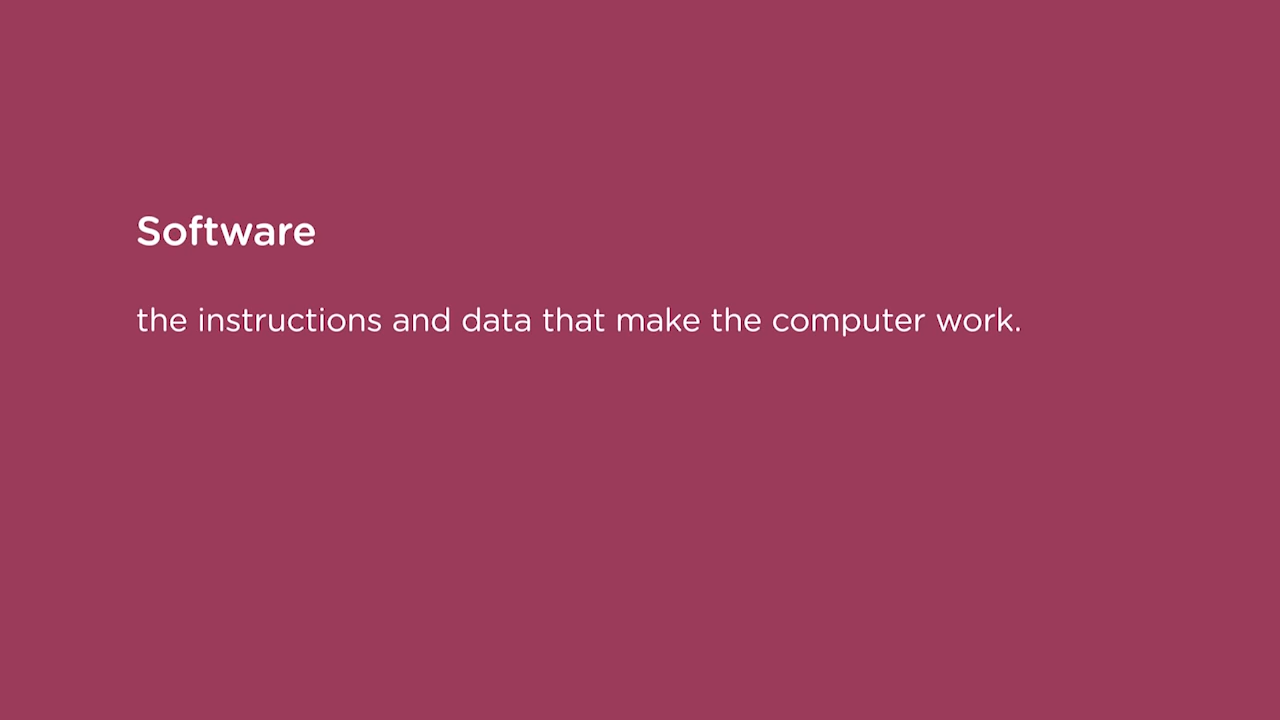 Software
the instructions and data that make the computer work.